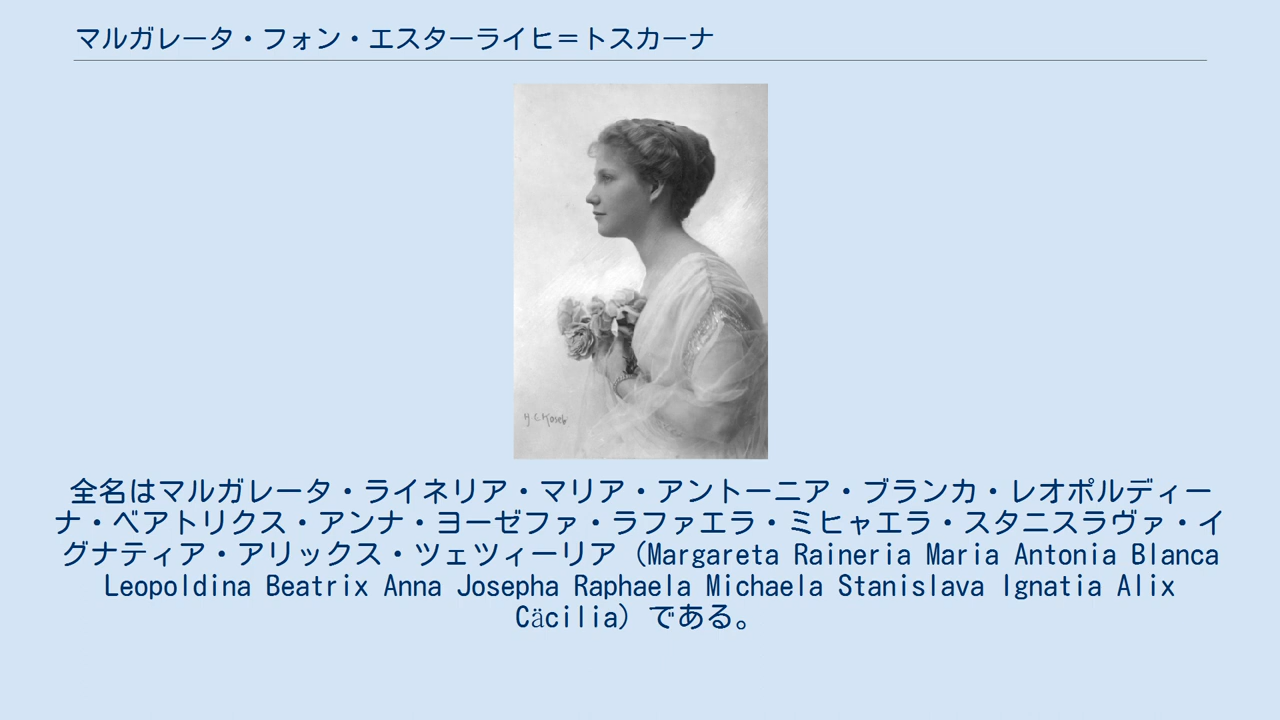 マルガレータ・フォン・エスターライヒ＝トスカーナ
全名はマルガレータ・ライネリア・マリア・アントーニア・ブランカ・レオポルディー
ナ・ベアトリクス・アンナ・ヨーゼファ・ラファエラ・ミヒャエラ・スタニスラヴァ・イ
グナティア・アリックス・ツェツィーリア（Margareta Raineria Maria Antonia Blanca
Leopoldina Beatrix Anna Josepha Raphaela Michaela Stanislava Ignatia Alix
Cäcilia）である。